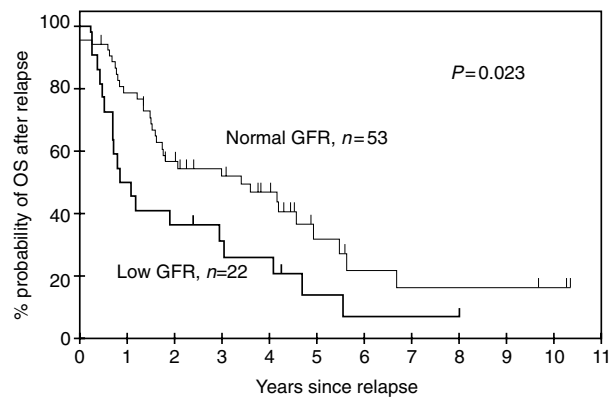 % probability of OS after relapse
100
80
60
40
20
0
P=0.023
Normal GFR, n=53
Low GFR, n=22
0 1 2 3 4 5 6 7 8 9 10 11
Years since relapse